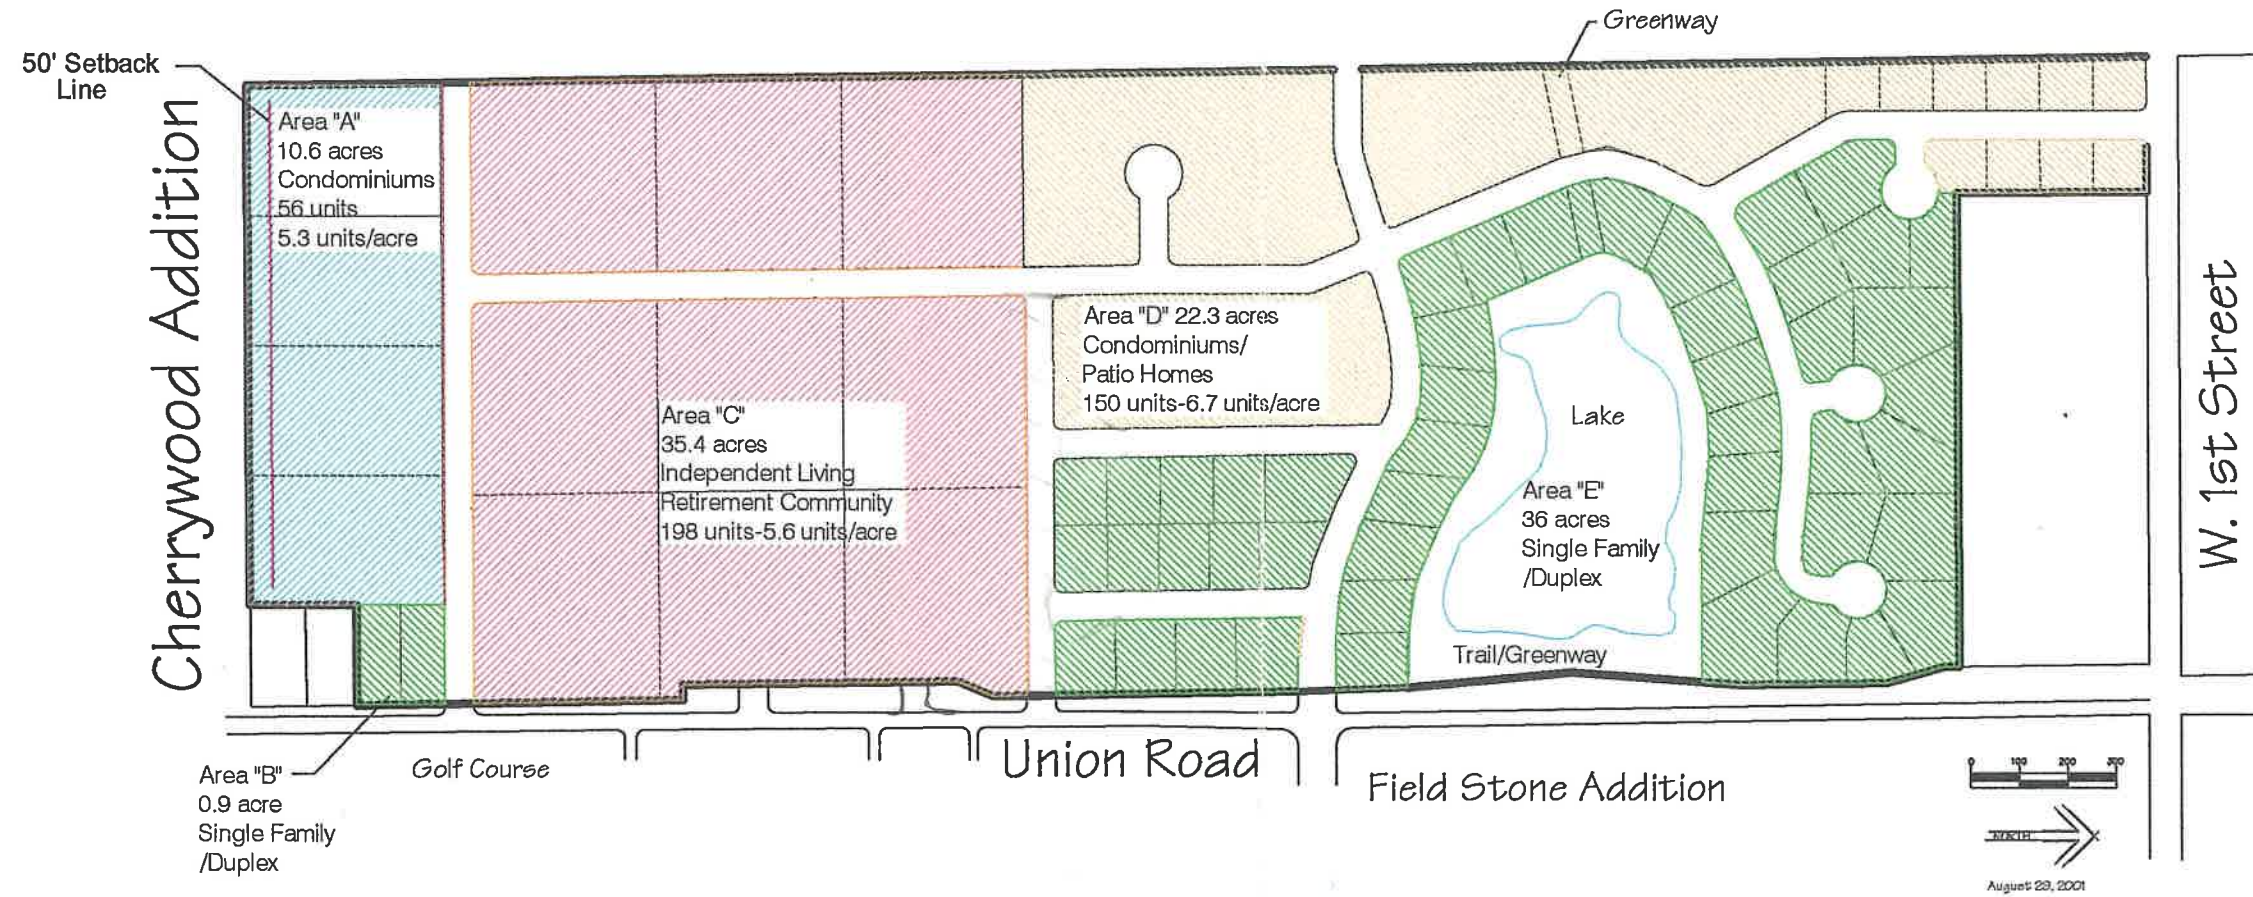 Greenway
50' Setback
Line
Cherrywood Addition
Area "A"
10.6 acres
Condominiums
56 units
5.3 units/acre
Area "C"
35.4 acres
Independent Living
Retirement Community
198 units-5.6 units/acre
Area "D" 22.3 acres
Condominiums/
Patio Homes
150 units-6.7 units/acre
Lake
Area "E"
36 acres
Single Family
/Duplex
Trail/Greenway
W. 1st Street
Area "B"
0.9 acre
Single Family
/Duplex
Golf Course
Union Road
Field Stone Addition
0 100 200 300
NORTH
August 29, 2001